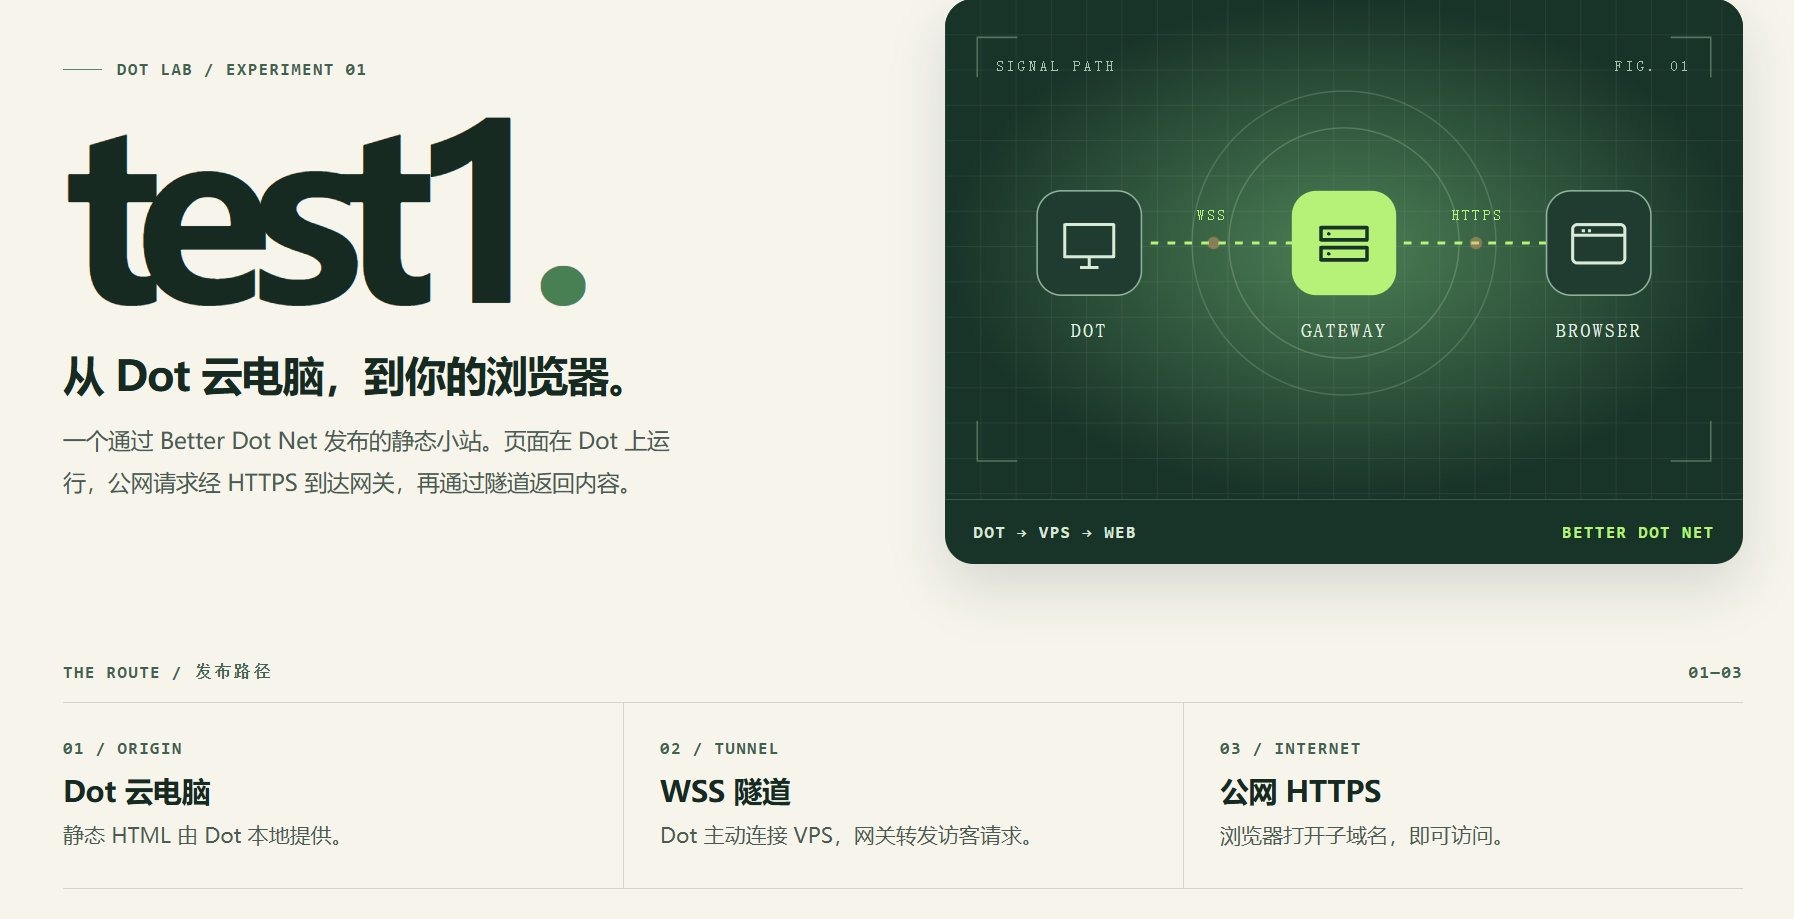 DOT LAB / EXPERIMENT 01
test1.
从 Dot 云电脑，到你的浏览器。
一个通过 Better Dot Net 发布的静态小站。页面在 Dot 上运
行，公网请求经 HTTPS 到达网关，再通过隧道返回内容。
SIGNAL PATH
FIG. 01
WSS
HTTPS
DOT
GATEWAY
BROWSER
DOT → VPS → WEB
BETTER DOT NET
THE ROUTE / 发布路径
01—03
01 / ORIGIN
Dot 云电脑
静态 HTML 由 Dot 本地提供。
02 / TUNNEL
WSS 隧道
Dot 主动连接 VPS，网关转发访客请求。
03 / INTERNET
公网 HTTPS
浏览器打开子域名，即可访问。